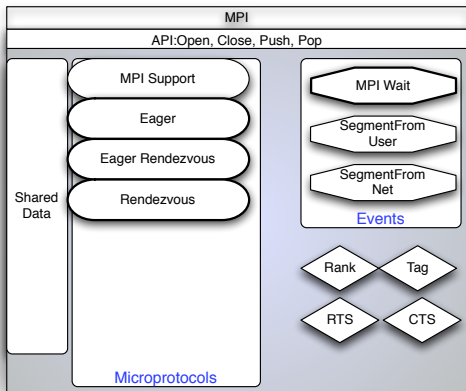 MPI
API:Open, Close, Push, Pop
MPI Support
Eager
Eager Rendezvous
Rendezvous
Shared
Data
Microprotocols
MPI Wait
SegmentFrom
User
SegmentFrom
Net
Events
Rank
Tag
RTS
CTS